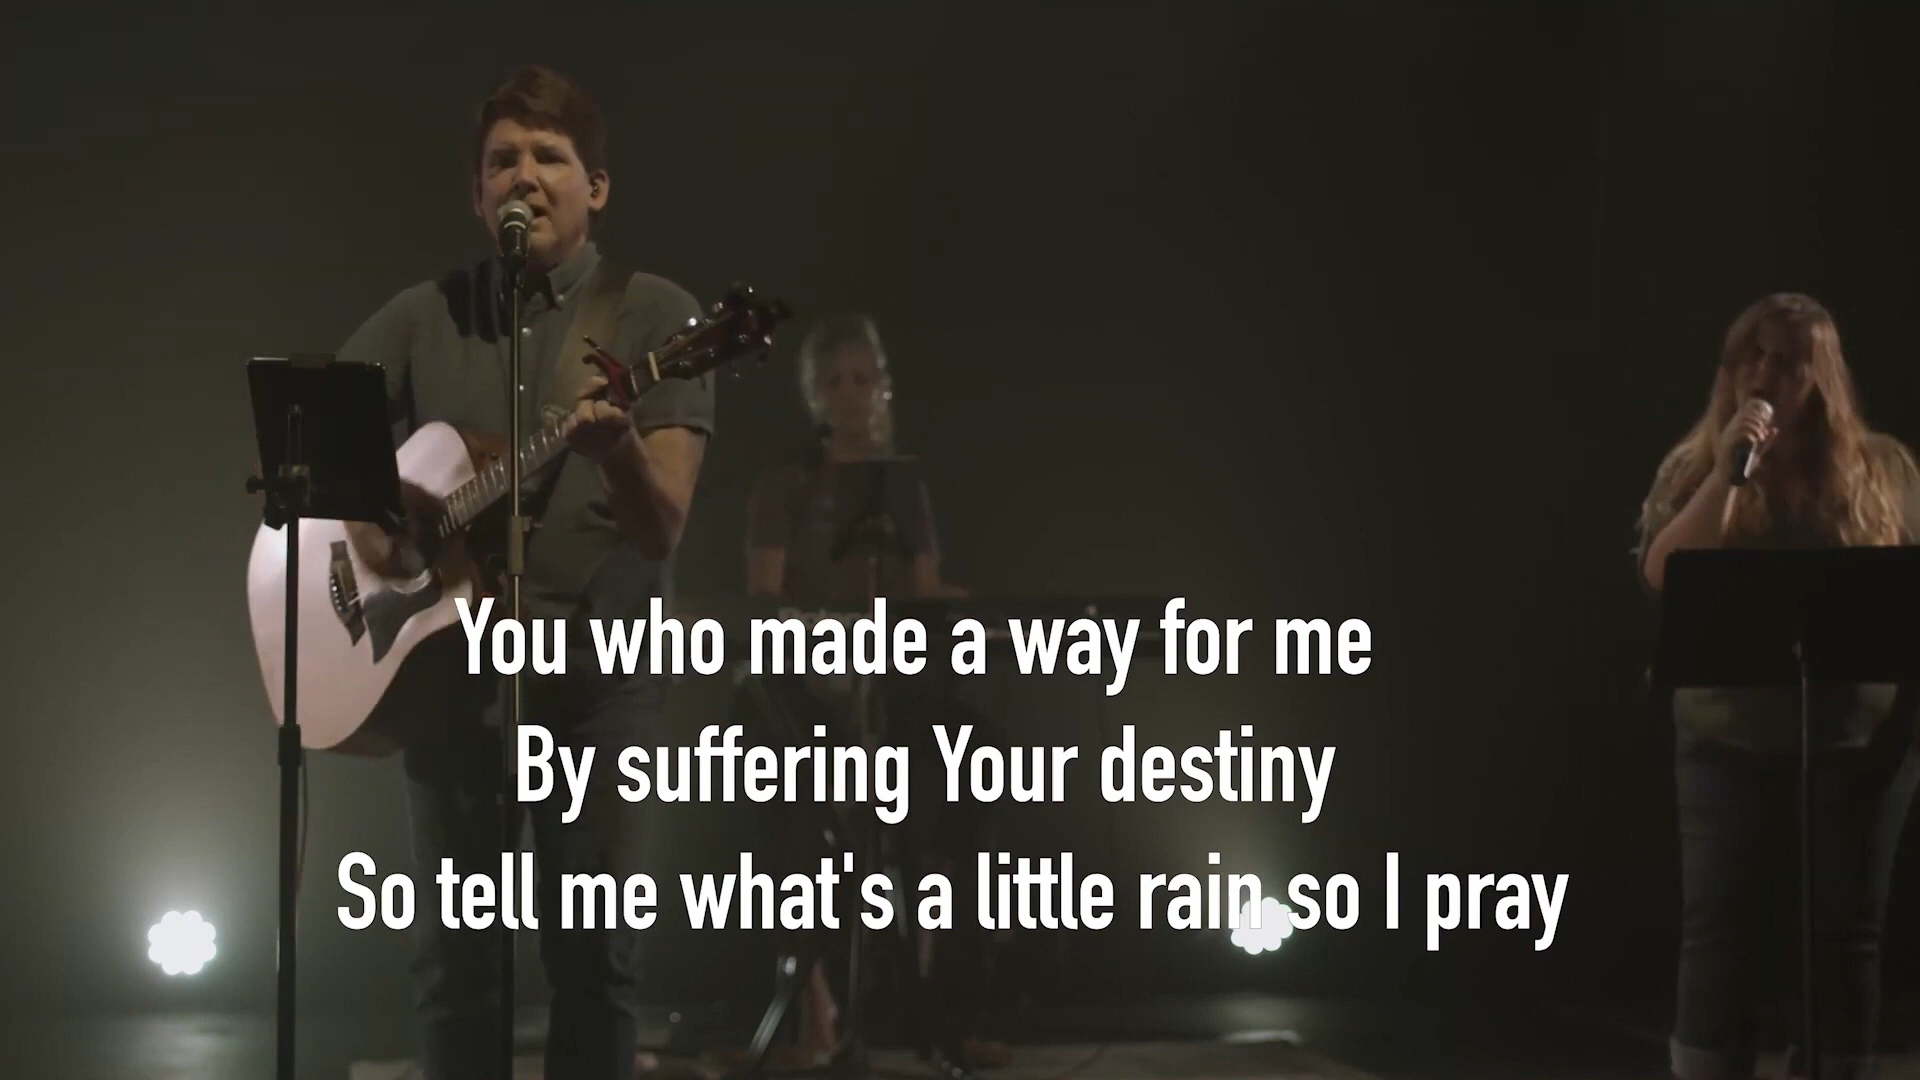 You who made a way for me
By suffering Your destiny
So tell me what's a little rain so I pray